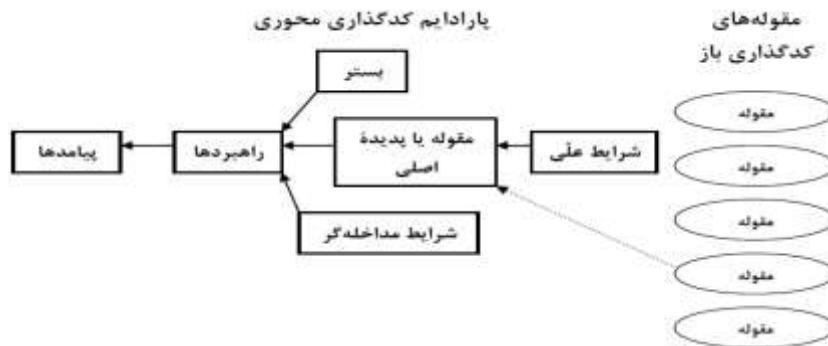 مقوله‌های
کدگذاری باز
پارادایم کدگذاری محوری
مقوله
مقوله
مقوله
مقوله
مقوله
شرایط علّی
مقوله یا پدیدهٔ
اصلی
بستر
راهبردها
شرایط مداخله‌گر
پیامدها